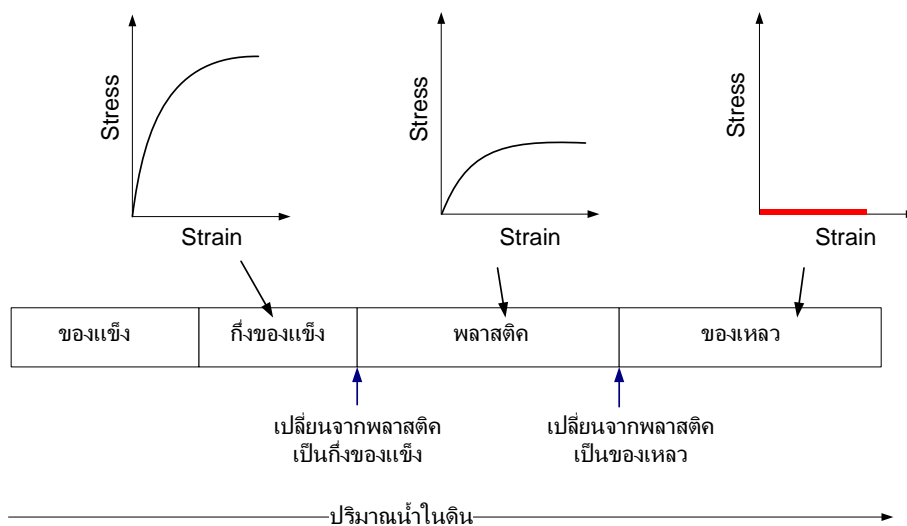 Stress
Strain
Stress
Strain
Stress
Strain
ของแข็ง
กึ่งของแข็ง
พลาสติค
ของเหลว
เปลี่ยนจากพลาสติค
เป็นกึ่งของแข็ง
เปลี่ยนจากพลาสติค
เป็นของเหลว
ปริมาณน้ำในดิน